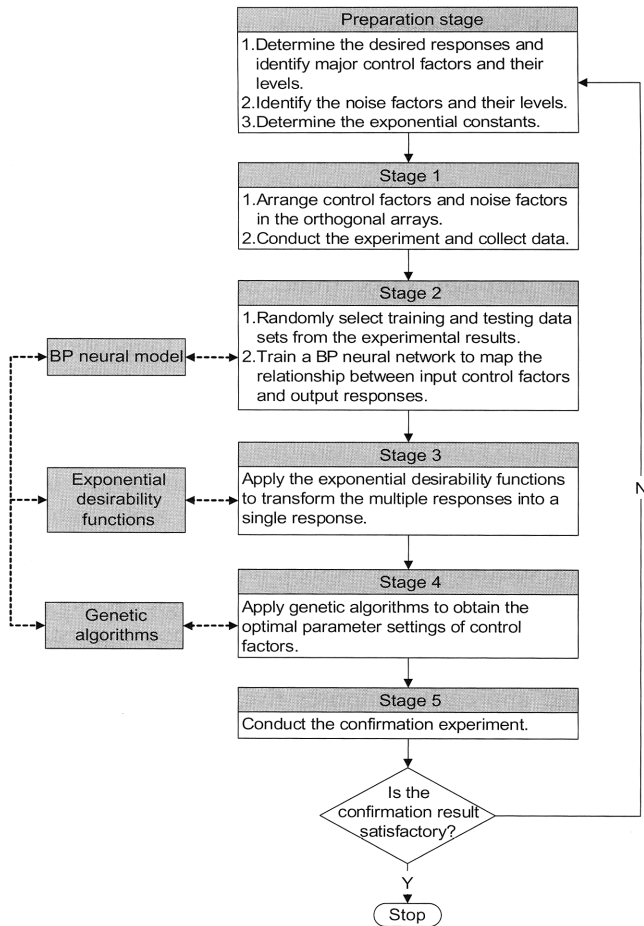 Preparation stage
1.Determine the desired responses and
identify major control factors and their
levels.
2.Identify the noise factors and their levels.
3.Determine the exponential constants.
Stage 1
1.Arrange control factors and noise factors
in the orthogonal arrays.
2.Conduct the experiment and collect data.
Stage 2
1.Randomly select training and testing data
sets from the experimental results.
2.Train a BP neural network to map the
relationship between input control factors
and output responses.
BP neural model
Stage 3
Apply the exponential desirability functions
to transform the multiple responses into a
single response.
Exponential
desirability
functions
N
Stage 4
Apply genetic algorithms to obtain the
optimal parameter settings of control
factors.
Genetic
algorithms
Stage 5
Conduct the confirmation experiment.
Is the
confirmation result
satisfactory?
Y
Stop